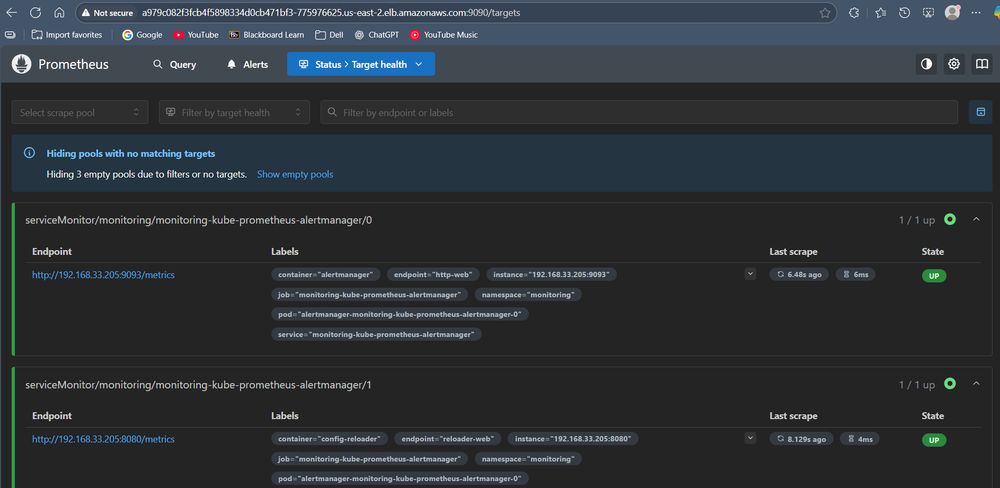 Not secure a979c082f3fcb4f5898334d0cb471bf3-775976625.us-east-2.elb.amazonaws.com:9090/targets
Import favorites Google YouTube Bb Blackboard Learn Dell ChatGPT YouTube Music
Prometheus Query Alerts Status > Target health
Select scrape pool Filter by target health Filter by endpoint or labels
Hiding pools with no matching targets
Hiding 3 empty pools due to filters or no targets. Show empty pools
serviceMonitor/monitoring/monitoring-kube-prometheus-alertmanager/0 1 / 1 up
Endpoint Labels Last scrape State
http://192.168.33.205:9093/metrics container="alertmanager" endpoint="http-web" instance="192.168.33.205:9093" 6.48s ago 6ms UP
job="monitoring-kube-prometheus-alertmanager" namespace="monitoring"
pod="alertmanager-monitoring-kube-prometheus-alertmanager-0"
service="monitoring-kube-prometheus-alertmanager"
serviceMonitor/monitoring/monitoring-kube-prometheus-alertmanager/1 1 / 1 up
Endpoint Labels Last scrape State
http://192.168.33.205:8080/metrics container="config-reloader" endpoint="reloader-web" instance="192.168.33.205:8080" 8.129s ago 4ms UP
job="monitoring-kube-prometheus-alertmanager" namespace="monitoring"
pod="alertmanager-monitoring-kube-prometheus-alertmanager-0"